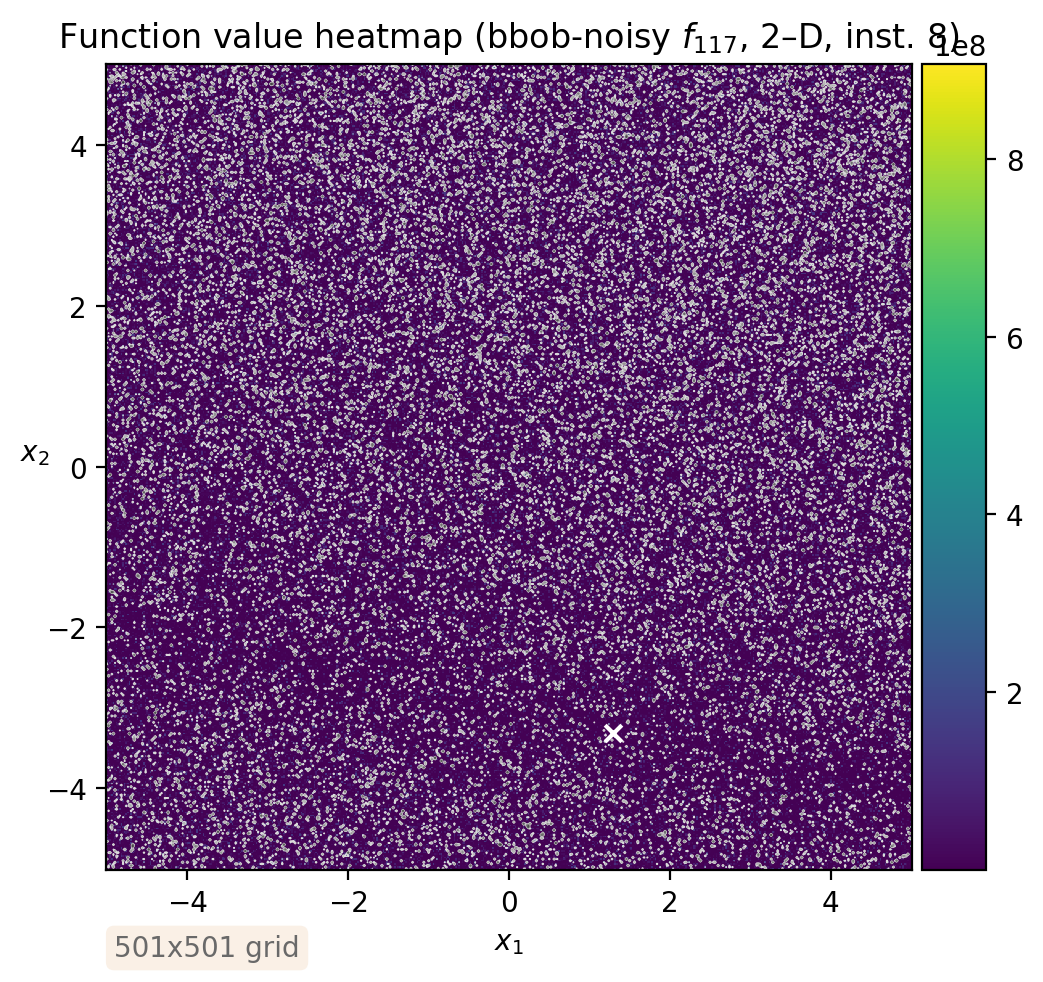 Function value heatmap (bbob-noisy f₁₁₇, 2–D, inst. 8)
1e8
4
2
0
−2
−4
x₂
−4
−2
0
2
4
x₁
8
6
4
2
501x501 grid